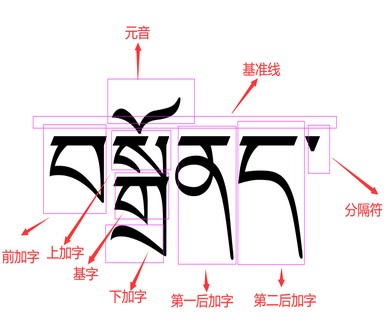 元音
基准线
བསྒྲོནད་
分隔符
前加字
上加字
基字
下加字
第一后加字
第二后加字